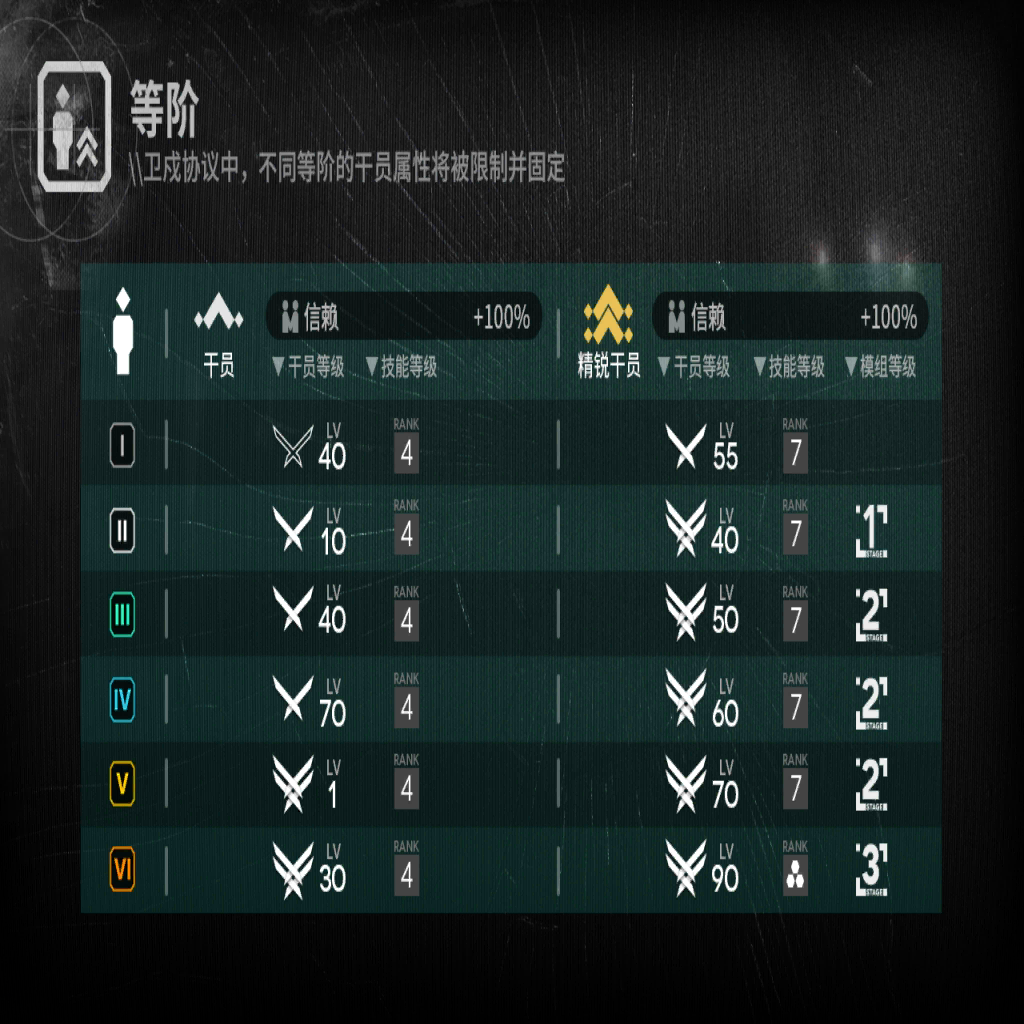 等阶
\\卫戍协议中，不同等阶的干员属性将被限制并固定
干员
信赖 +100%
▼干员等级 ▼技能等级
精锐干员
信赖 +100%
▼干员等级 ▼技能等级 ▼模组等级
I LV 40 RANK 4 LV 55 RANK 7
II LV 10 RANK 4 LV 40 RANK 7 1 STAGE
III LV 40 RANK 4 LV 50 RANK 7 2 STAGE
IV LV 70 RANK 4 LV 60 RANK 7 2 STAGE
V LV 1 RANK 4 LV 70 RANK 7 2 STAGE
VI LV 30 RANK 4 LV 90 RANK 3 STAGE